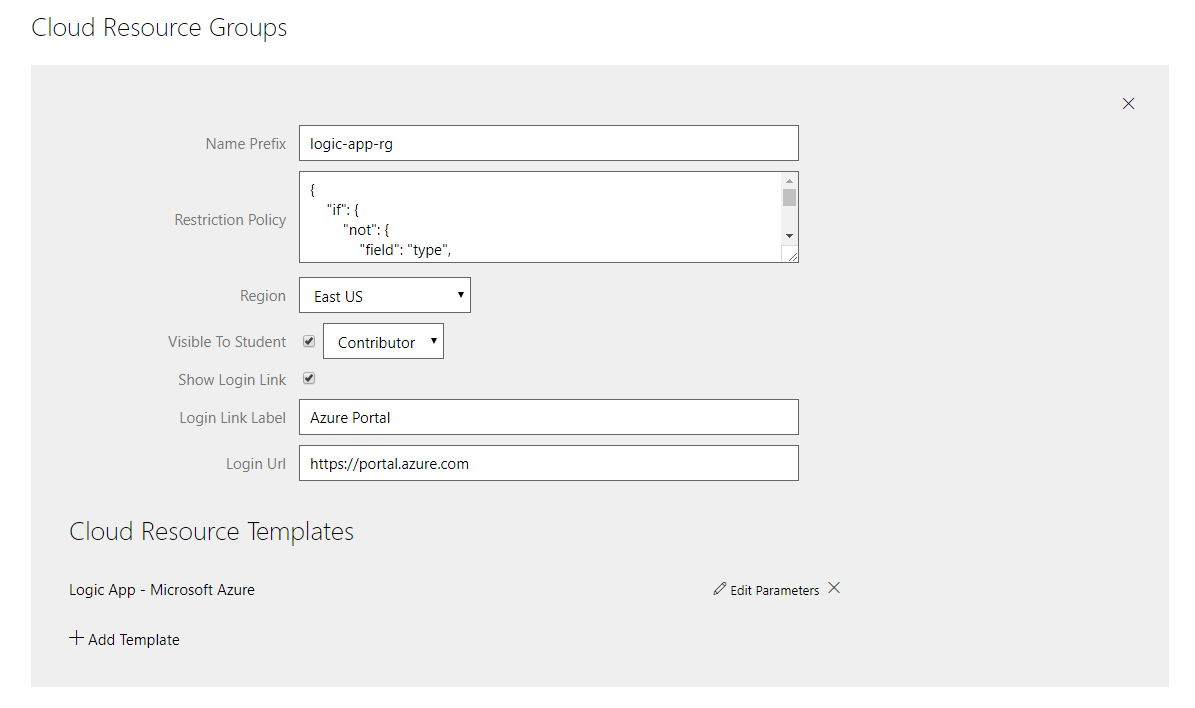 Cloud Resource Groups
Name Prefix logic-app-rg
Restriction Policy
{
"if": {
"not": {
"field": "type",
Region East US
Visible To Student Contributor
Show Login Link
Login Link Label Azure Portal
Login Url https://portal.azure.com
Cloud Resource Templates
Logic App - Microsoft Azure Edit Parameters
Add Template